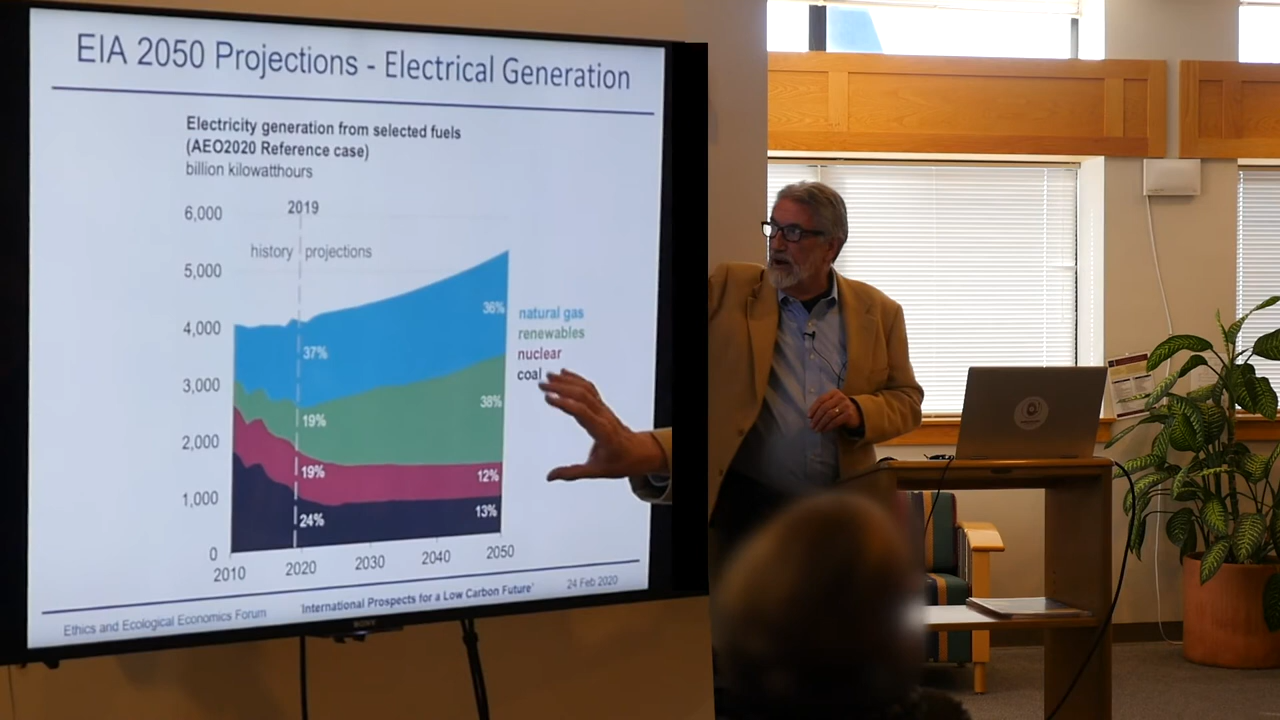 EIA 2050 Projections - Electrical Generation
Electricity generation from selected fuels
(AEO2020 Reference case)
billion kilowatthours
2019
6,000
history projections
5,000
36%
natural gas
4,000
renewables
37%
nuclear
coal
3,000
38%
19%
2,000
19%
12%
1,000
24%
13%
0
2010
2020
2030
2040
2050
Ethics and Ecological Economics Forum
'International Prospects for a Low Carbon Future'
24 Feb 2020
SONY